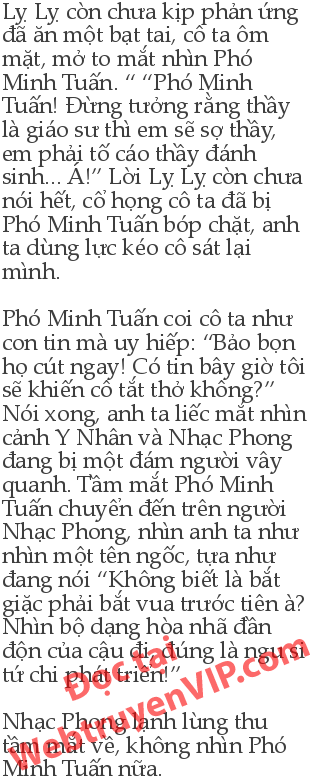 Lỵ Lỵ còn chưa kịp phản ứng
đã ăn một bạt tai, cô ta ôm
mặt, mở to mắt nhìn Phó
Minh Tuấn. “ “Phó Minh
Tuấn! Đừng tưởng rằng thầy
là giáo sư thì em sẽ sợ thầy,
em phải tố cáo thầy đánh
sinh... Á!” Lời Lỵ Lỵ còn chưa
nói hết, cổ họng cô ta đã bị
Phó Minh Tuấn bóp chặt, anh
ta dùng lực kéo cô sát lại
mình.

Phó Minh Tuấn coi cô ta như
con tin mà uy hiếp: “Bảo bọn
họ cút ngay! Có tin bây giờ tôi
sẽ khiến cô tắt thở không?”
Nói xong, anh ta liếc mắt nhìn
cảnh Y Nhân và Nhạc Phong
đang bị một đám người vây
quanh. Tầm mắt Phó Minh
Tuấn chuyển đến trên người
Nhạc Phong, nhìn anh ta như
nhìn một tên ngốc, tựa như
đang nói “Không biết là bắt
giặc phải bắt vua trước tiên à?
Nhìn bộ dạng hòa nhã đần
độn của cậu đi, đúng là ngu si
tứ chi phát triển!”

Nhạc Phong lạnh lùng thu
tầm mắt về, không nhìn Phó
Minh Tuấn nữa.
Đọc tại
WebtruyenVIP.com